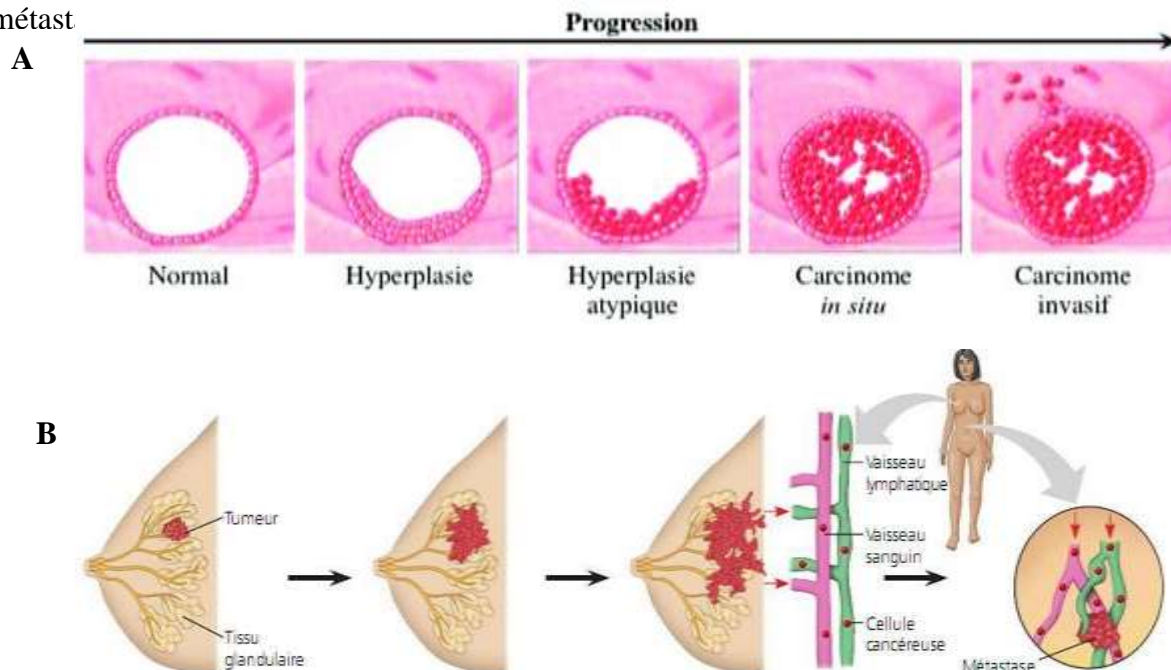 Progression
A
Normal
Hyperplasie
Hyperplasie
atypique
Carcinome
in situ
Carcinome
invasif
B
Tumeur
Tissu
glandulaire
Vaisseau
lymphatique
Vaisseau
sanguin
Cellule
cancéreuse
Métastase